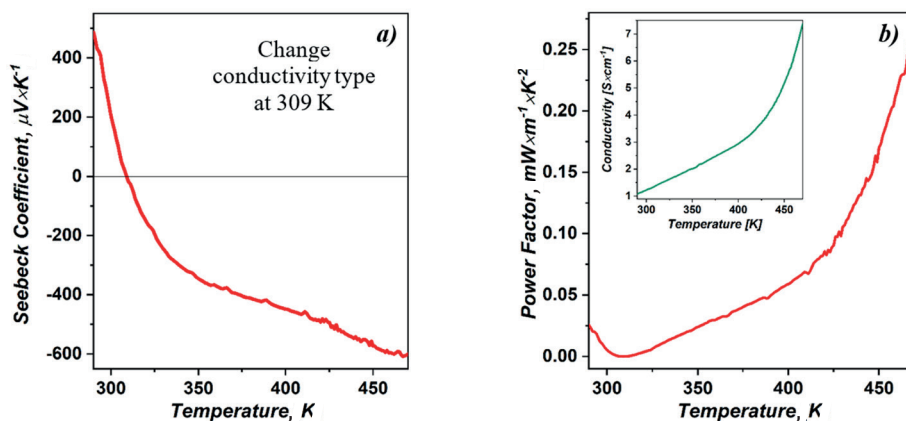 a)
Change
conductivity type
at 309 K
Seebeck Coefficient, μV×K⁻¹
400
200
0
-200
-400
-600
300
350
400
450
Temperature, K
b)
Power Factor, mW×m⁻¹×K⁻²
0.25
0.20
0.15
0.10
0.05
0.00
300
350
400
450
Temperature, K
Conductivity [S×cm⁻¹]
7
6
5
4
3
2
1
300
350
400
450
Temperature [K]